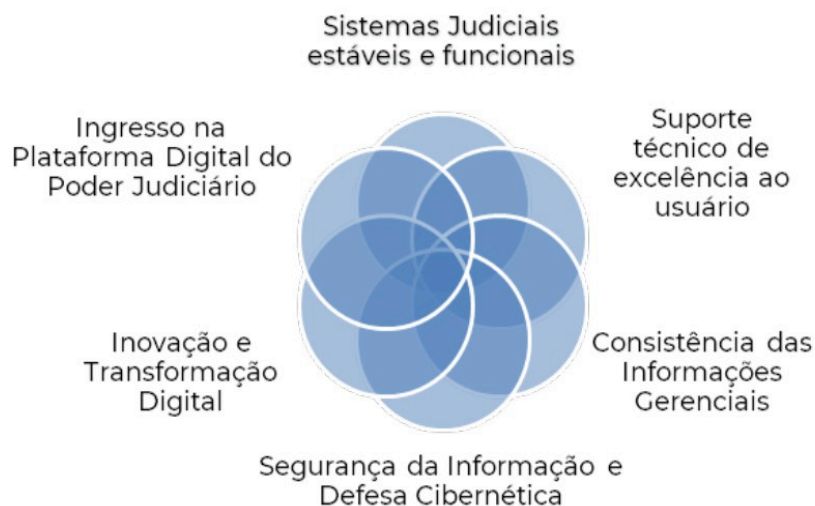 Sistemas Judiciais
estáveis e funcionais
Suporte
técnico de
excelência ao
usuário
Consistência das
Informações
Gerenciais
Segurança da Informação e
Defesa Cibernética
Inovação e
Transformação
Digital
Ingresso na
Plataforma Digital do
Poder Judiciário